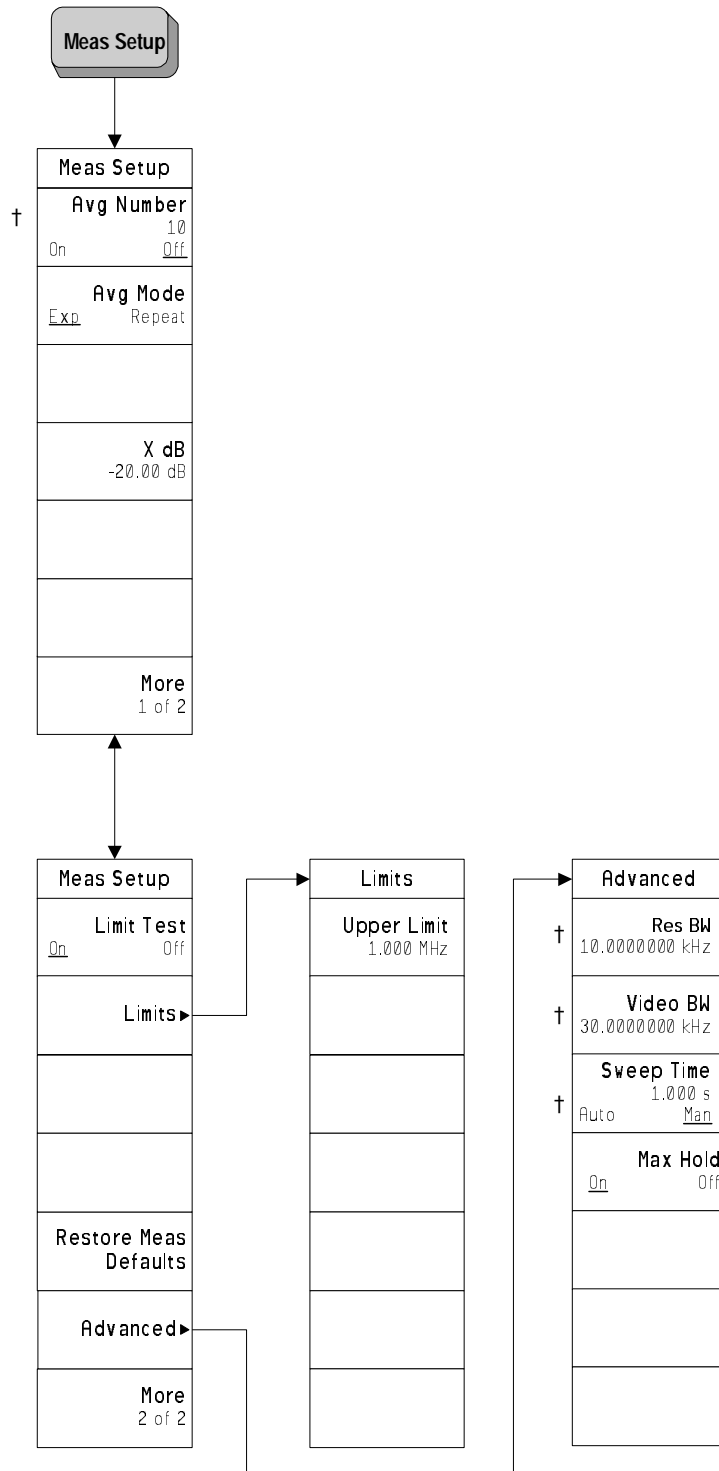 Meas Setup
Meas Setup
†
Avg Number
10
On Off
Avg Mode
Exp Repeat
X dB
-20.00 dB
More
1 of 2
Meas Setup
Limit Test
On Off
Limits
Restore Meas
Defaults
Advanced
More
2 of 2
Limits
Upper Limit
1.000 MHz
Advanced
†
Res BW
10.0000000 kHz
†
Video BW
30.0000000 kHz
†
Sweep Time
1.000 s
Auto Man
Max Hold
On Off